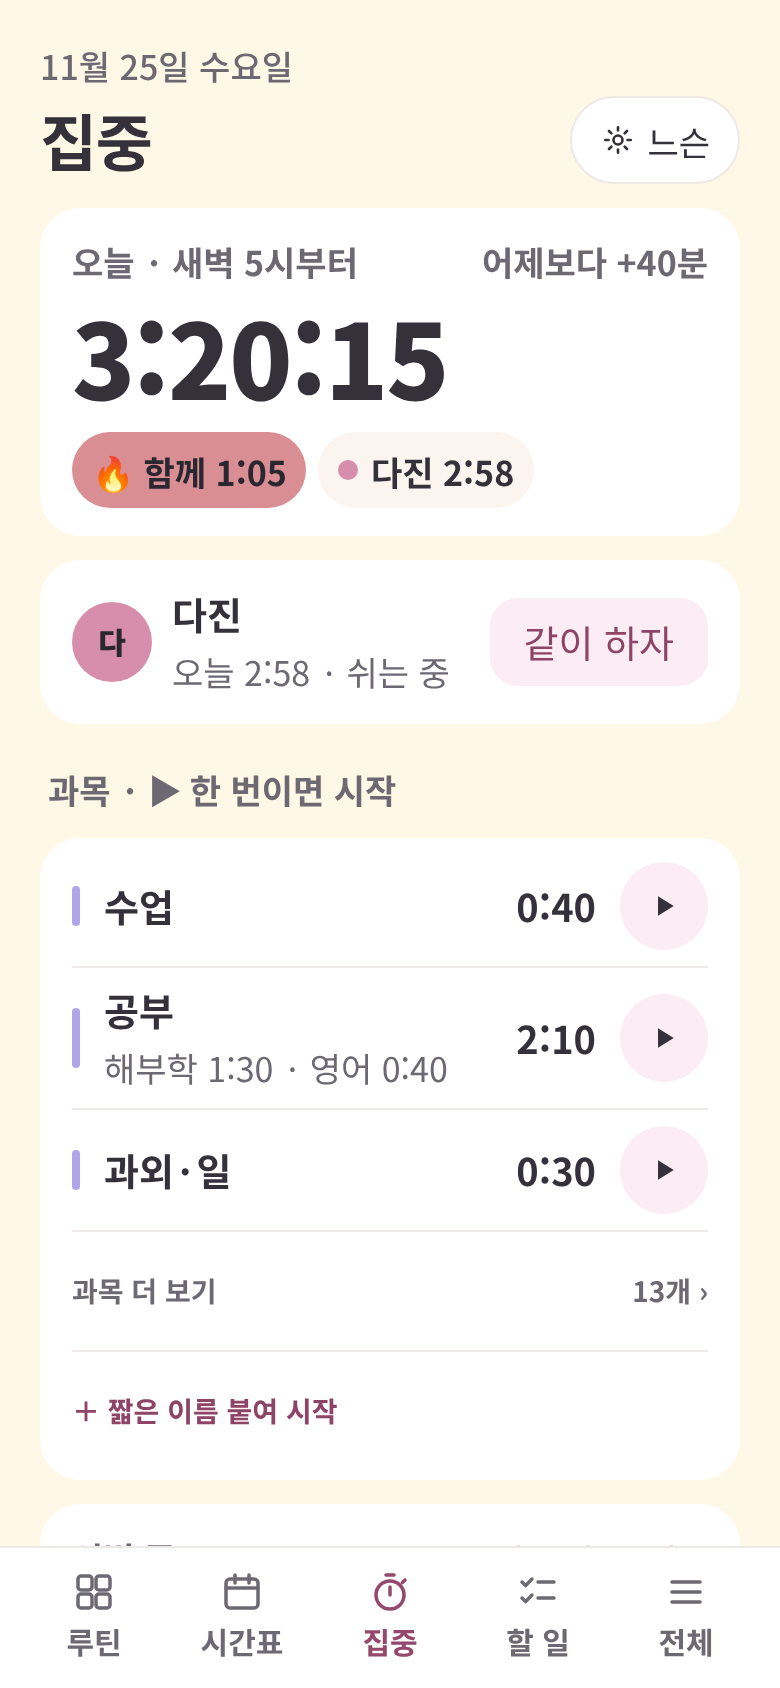 11월 25일 수요일
집중
느슨
오늘 · 새벽 5시부터
어제보다 +40분
3:20:15
🔥 함께 1:05
다진 2:58
다
다진
오늘 2:58 · 쉬는 중
같이 하자
과목 · ▶ 한 번이면 시작
수업
0:40
공부
해부학 1:30 · 영어 0:40
2:10
과외·일
0:30
과목 더 보기
13개 ›
+ 짧은 이름 붙여 시작
루틴
시간표
집중
할 일
전체